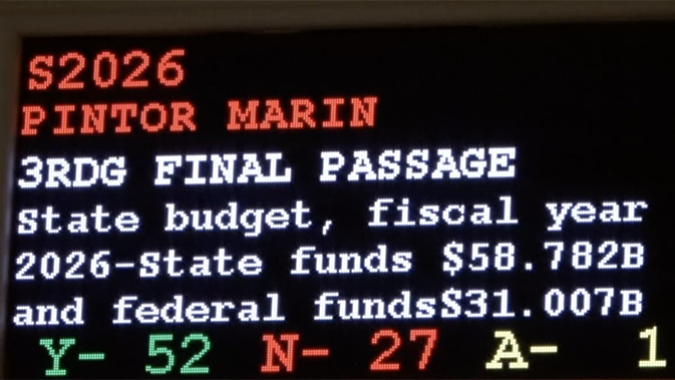 S2026
PINTOR MARIN
3RDG FINAL PASSAGE
State budget, fiscal year
2026-State funds $58.782B
and federal funds$31.007B
Y- 52 N- 27 A- 1